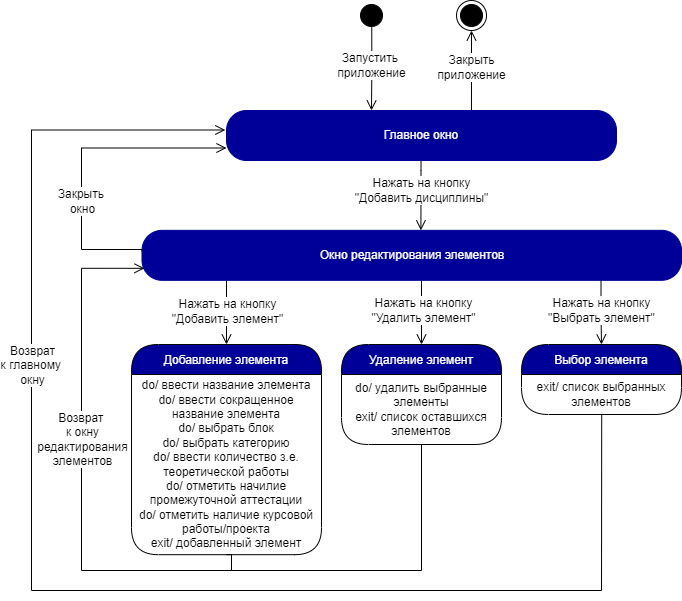 Запустить
приложение
Закрыть
приложение
Главное окно
Нажать на кнопку
"Добавить дисциплины"
Закрыть
окно
Окно редактирования элементов
Нажать на кнопку
"Добавить элемент"
Нажать на кнопку
"Удалить элемент"
Нажать на кнопку
"Выбрать элемент"
Возврат
к главному
окну
Возврат
к окну
редактирования
элементов
Добавление элемента
do/ ввести название элемента
do/ ввести сокращенное
название элемента
do/ выбрать блок
do/ выбрать категорию
do/ ввести количество з.е.
теоретической работы
do/ отметить начилие
промежуточной аттестации
do/ отметить наличие курсовой
работы/проекта
exit/ добавленный элемент
Удаление элемент
do/ удалить выбранные
элементы
exit/ список оставшихся
элементов
Выбор элемента
exit/ список выбранных
элементов